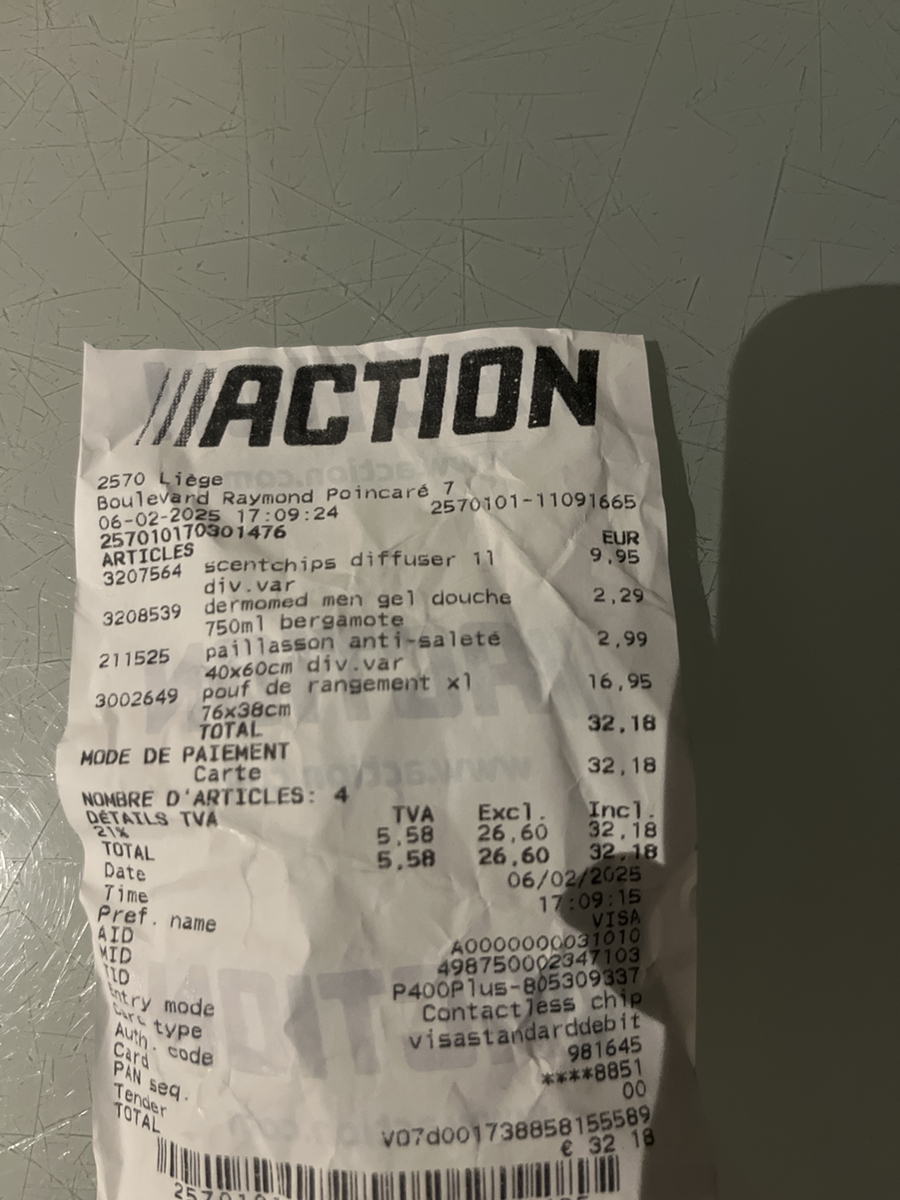 ACTION
2570 Liège
Boulevard Raymond Poincaré 7
06-02-2025 17:09:24 2570101-11091665
257010170301476
ARTICLES EUR
3207564 scentchips diffuser 1l 9,95
div.var
3208539 dermomed men gel douche 2,29
750ml bergamote
211525 paillasson anti-saleté 2,99
40x60cm div.var
3002649 pouf de rangement x1 16,95
76x38cm
TOTAL 32,18
MODE DE PAIEMENT
Carte 32,18
NOMBRE D'ARTICLES: 4
DÉTAILS TVA TVA Excl. Incl.
21% 5,58 26,60 32,18
TOTAL 5,58 26,60 32,18
Date 06/02/2025
Time 17:09:15
Pref. name VISA
AID A0000000031010
MID 498750002347103
TID P400Plus-805309337
Entry mode Contactless chip
Card type visastandarddebit
Auth. code 981645
Card ****8851
PAN seq. 00
Tender V07d001738858155589
TOTAL € 32 18